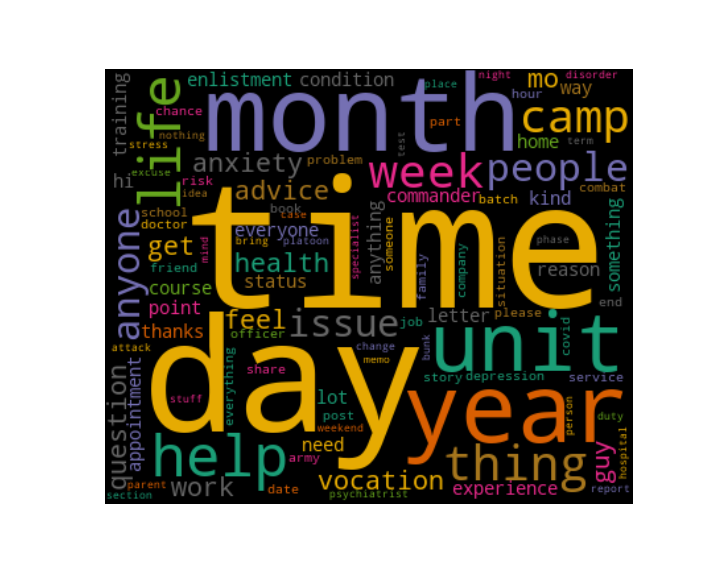 night disorder
enlistment condition place
training life month hour mo way
chance part camp
nothing test home term
stress
anxiety problem week people
excuse
hi risk advice commander kind combat
idea batch
school book case
doctor everyone anything someone something
get mind bring platoon specialist phase
anyone time
friend health family company situation reason
course status
point feel issue letter please end
thanks officer job unit covid
attack day change bunk
memo
question appointment everything share story depression service
stuff lot year person duty
post
weekend
help need thing guy hospital
army
parent work date vocation experience report
section psychiatrist